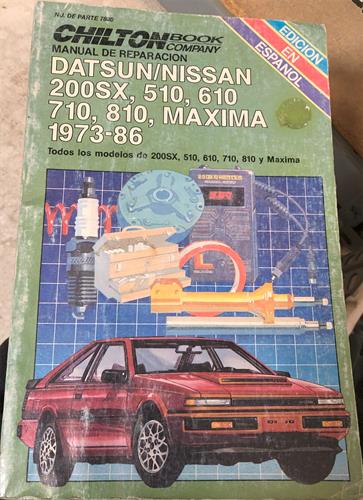 N.J. DE PARTE 7680
CHILTON BOOK COMPANY
EDICION EN ESPAÑOL
MANUAL DE REPARACION
DATSUN/NISSAN
200SX, 510, 610
710, 810, MAXIMA
1973-86
Todos los modelos de 200SX, 510, 610, 710, 810 y Maxima